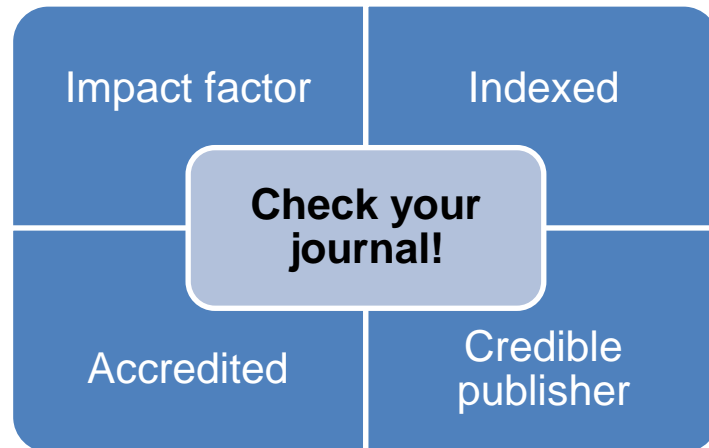 Impact factor
Indexed
Check your
journal!
Accredited
Credible
publisher